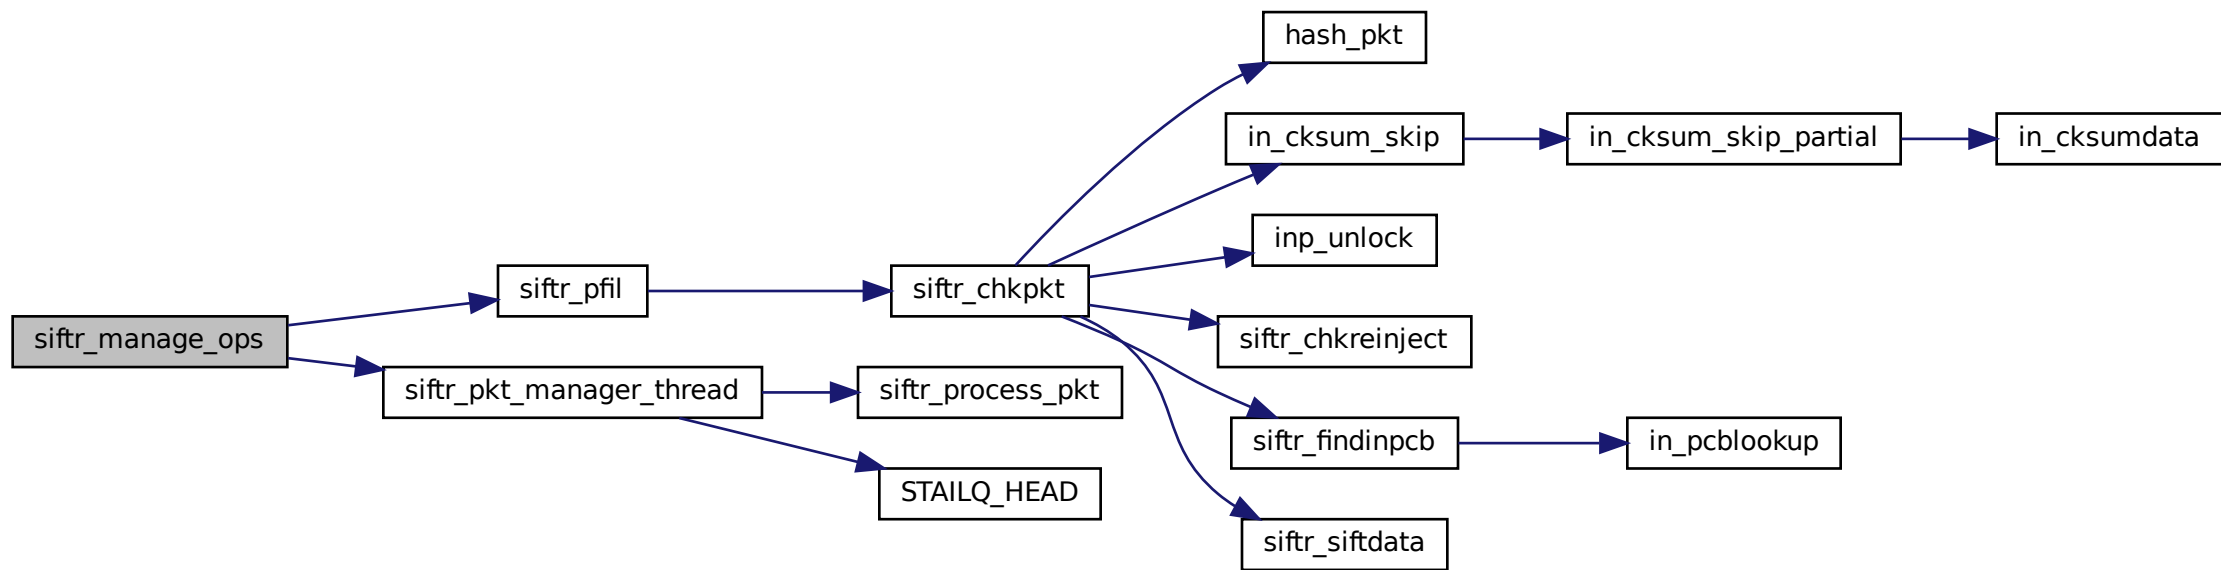 hash_pkt
in_cksum_skip
in_cksum_skip_partial
in_cksumdata
inp_unlock
siftr_pfil
siftr_chkpkt
siftr_manage_ops
siftr_chkreinject
siftr_pkt_manager_thread
siftr_process_pkt
siftr_findinpcb
in_pcblookup
STAILQ_HEAD
siftr_siftdata